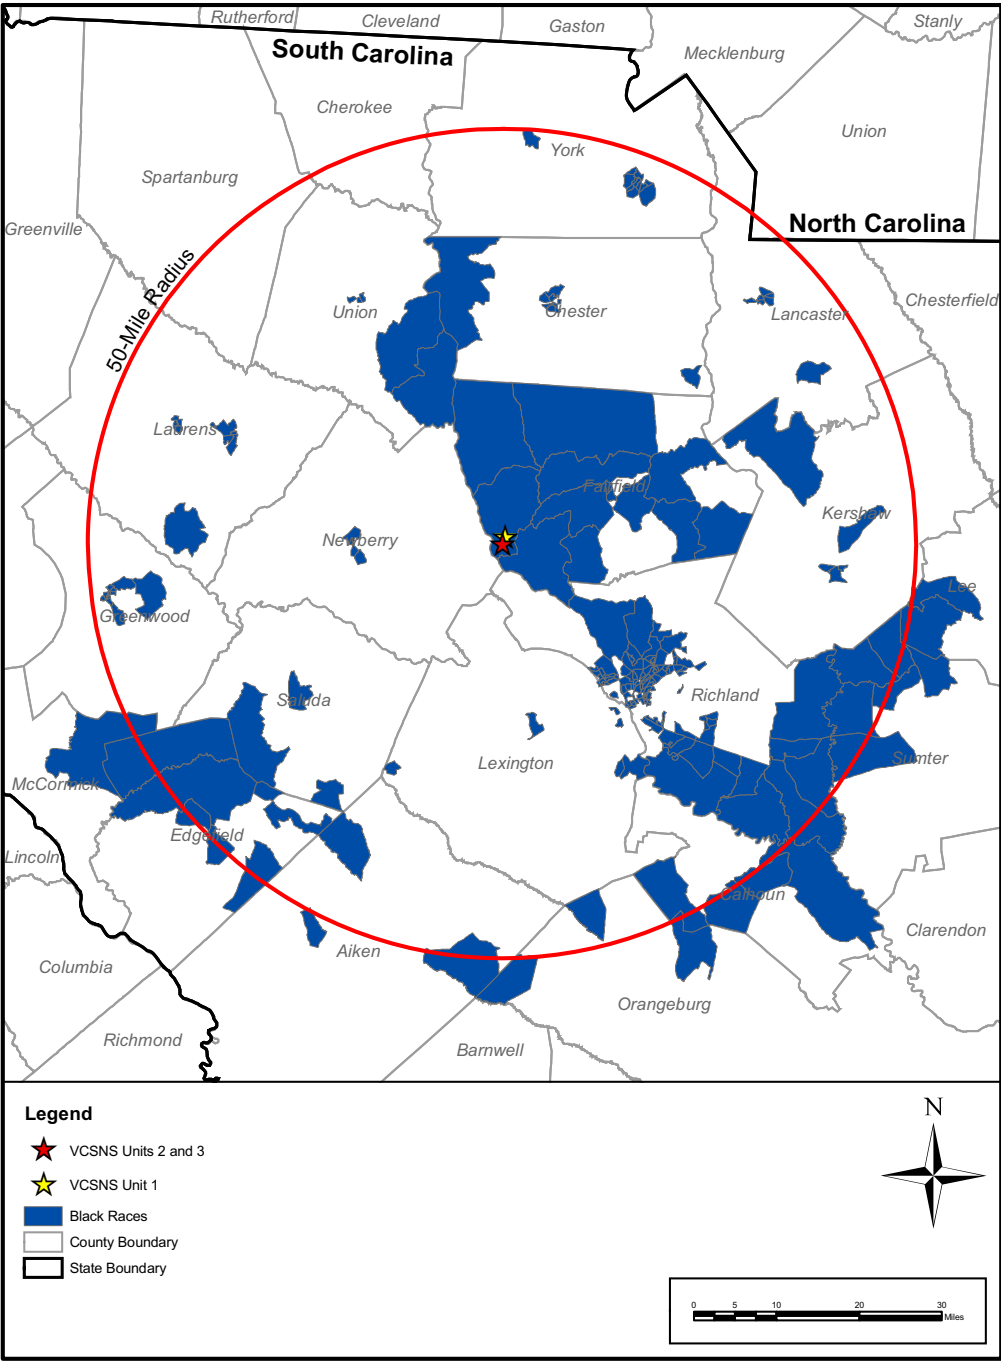 Rutherford
Cleveland
Gaston
Stanly
South Carolina
Mecklenburg
Cherokee
Union
York
Spartanburg
North Carolina
Greenville
50-Mile Radius
Union
Chester
Lancaster
Chesterfield
Laurens
Fairfield
Kershaw
Newberry
Lee
Greenwood
Saluda
Richland
Lexington
Sumter
McCormick
Edgefield
Lincoln
Calhoun
Clarendon
Aiken
Columbia
Orangeburg
Richmond
Barnwell
Legend
VCSNS Units 2 and 3
VCSNS Unit 1
Black Races
County Boundary
State Boundary
N
0 5 10 20 30
Miles